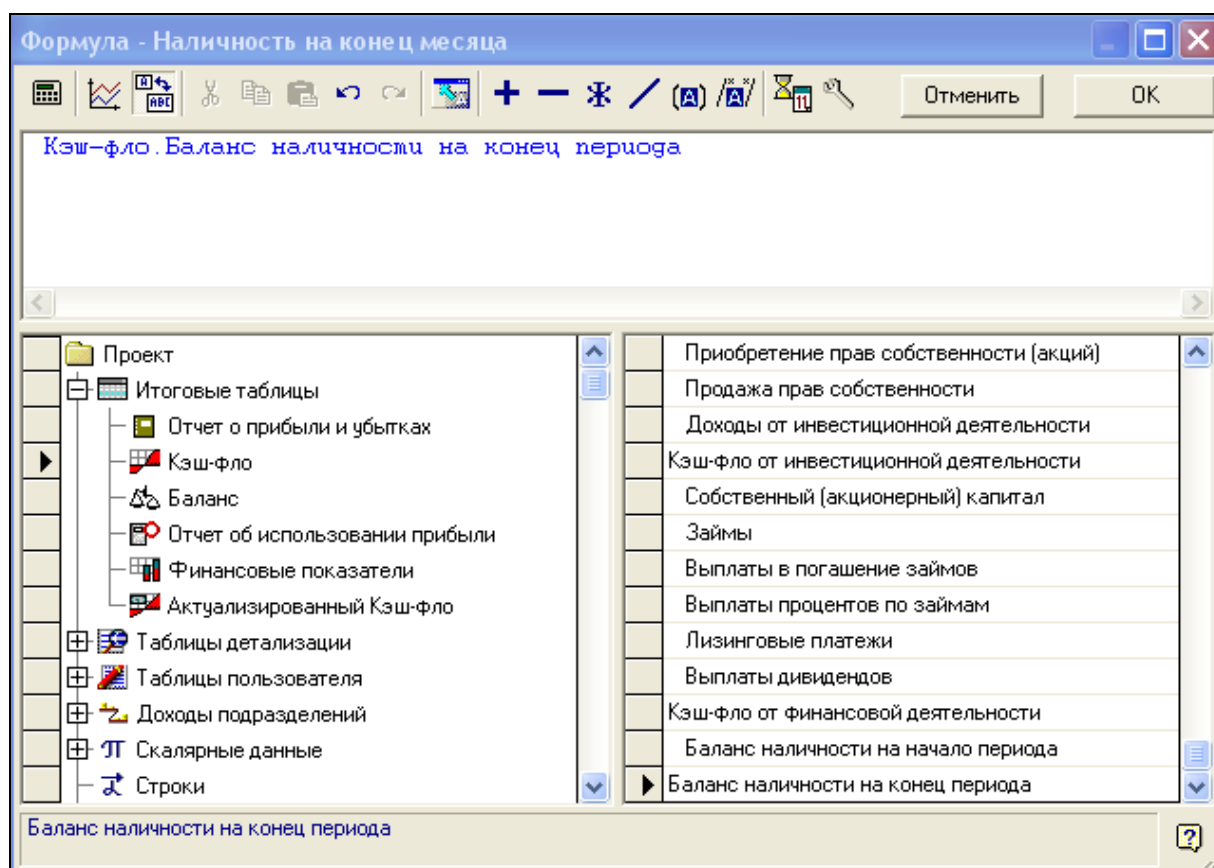 Формула - Наличность на конец месяца
Отменить
ОК
Кэш-фло.Баланс наличности на конец периода
Проект
Итоговые таблицы
Отчет о прибыли и убытках
Кэш-фло
Баланс
Отчет об использовании прибыли
Финансовые показатели
Актуализированный Кэш-фло
Таблицы детализации
Таблицы пользователя
Доходы подразделений
Скалярные данные
Строки
Приобретение прав собственности (акций)
Продажа прав собственности
Доходы от инвестиционной деятельности
Кэш-фло от инвестиционной деятельности
Собственный (акционерный) капитал
Займы
Выплаты в погашение займов
Выплаты процентов по займам
Лизинговые платежи
Выплаты дивидендов
Кэш-фло от финансовой деятельности
Баланс наличности на начало периода
Баланс наличности на конец периода
Баланс наличности на конец периода